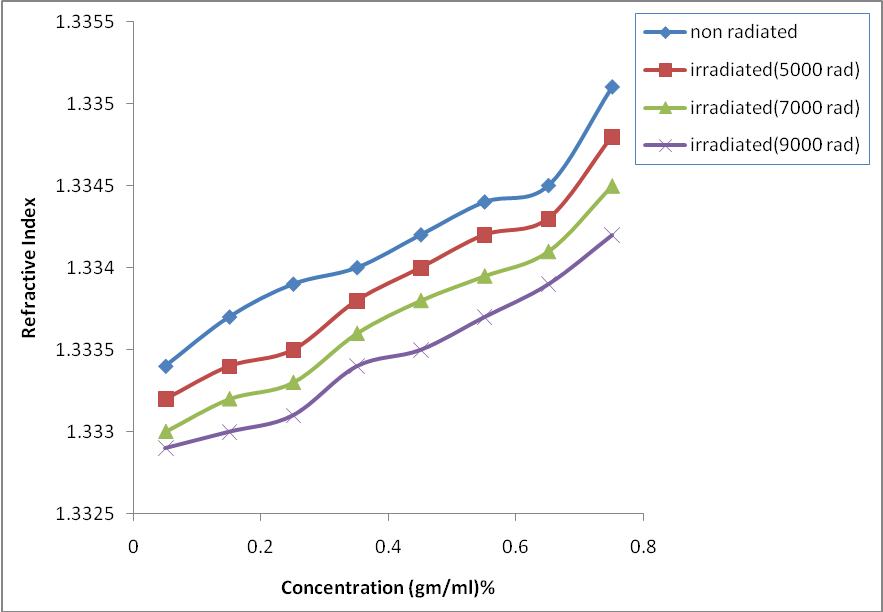 1.3355
1.335
1.3345
1.334
1.3335
1.333
1.3325
0
0.2
0.4
0.6
0.8
Refractive Index
Concentration (gm/ml)%
non radiated
irradiated(5000 rad)
irradiated(7000 rad)
irradiated(9000 rad)